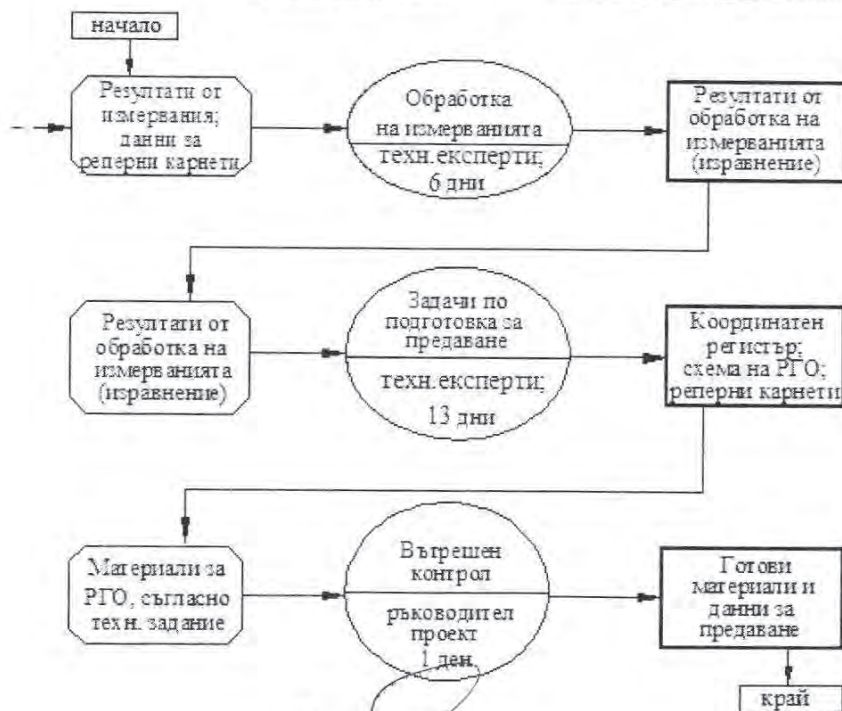 начало
Резултати от
измервания;
данни за
реперни карнети
Обработка
на измерванията
техн.експерти;
6 дни
Резултати от
обработка на
измерванията
(изравнение)
Резултати от
обработка на
измерванията
(изравнение)
Задачи по
подготовка за
предаване
техн.експерти;
13 дни
Координатен
регистър;
схема на РГО;
реперни карнети
Материали за
РГО, съгласно
техн. задание
Вътрешен
контрол
ръководител
проект
1 ден
Готови
материали и
данни за
предаване
край